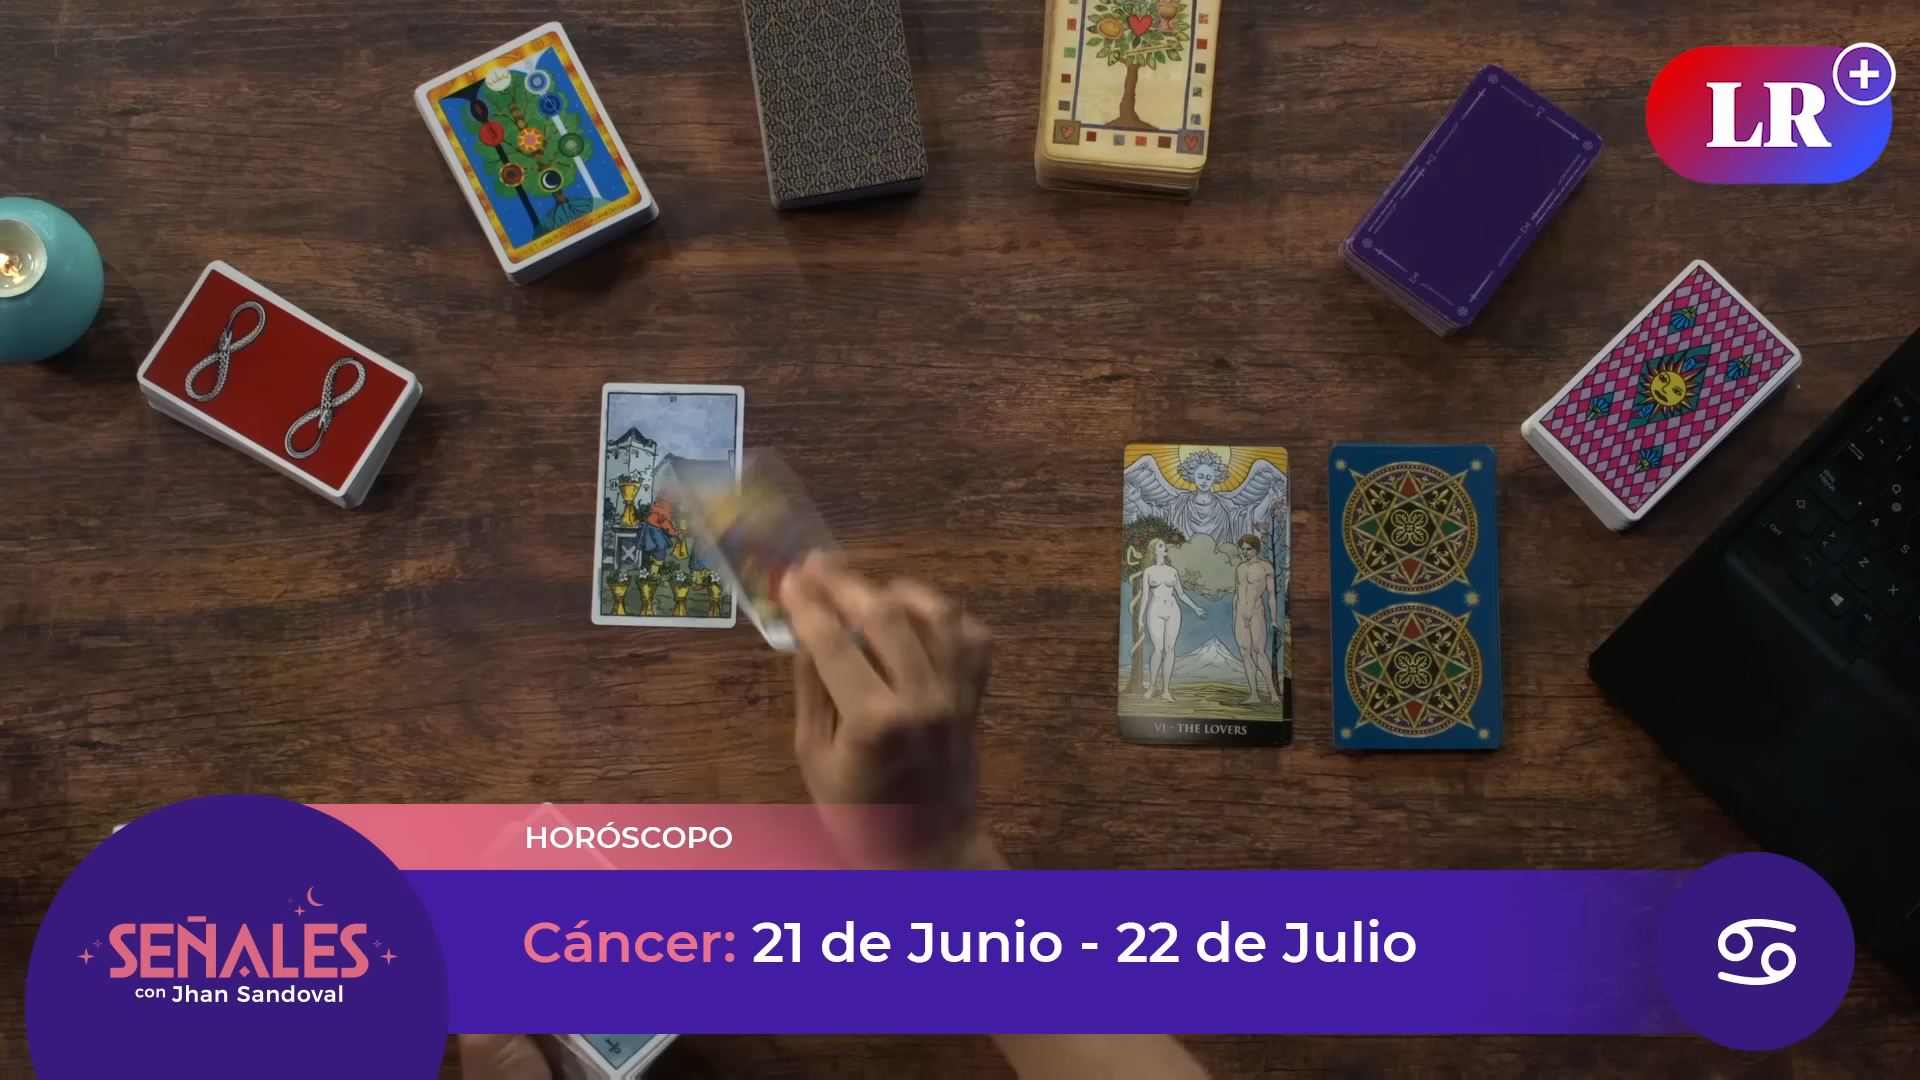 LR+
VI
VI - THE LOVERS
HORÓSCOPO
Cáncer: 21 de Junio - 22 de Julio
SEÑALES
con Jhan Sandoval